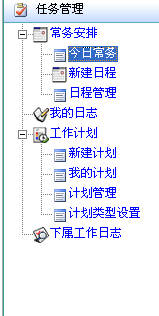 任务管理
常务安排
今日常务
新建日程
日程管理
我的日志
工作计划
新建计划
我的计划
计划管理
计划类型设置
下属工作日志